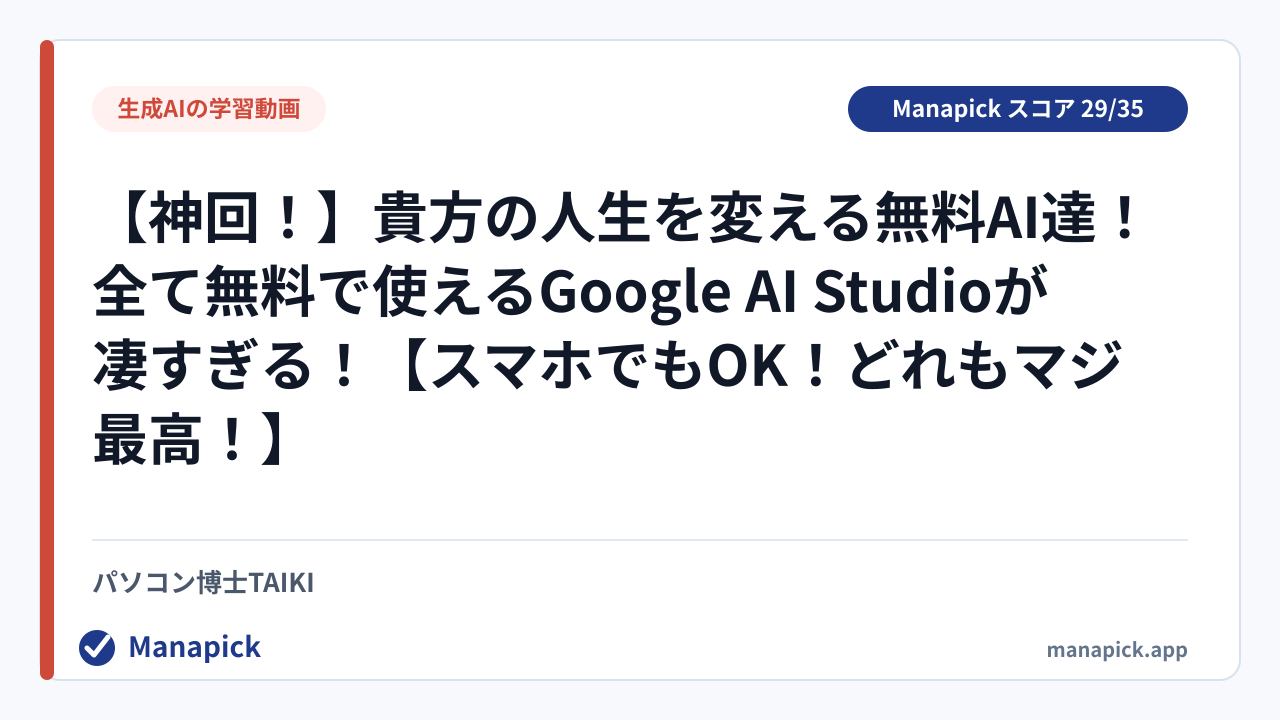 生成AIの学習動画
Manapick スコア 29/35
【神回！】貴方の人生を変える無料AI達！
全て無料で使えるGoogle AI Studioが
凄すぎる！【スマホでもOK！どれもマジ
最高！】
パソコン博士TAIKI
Manapick
manapick.app